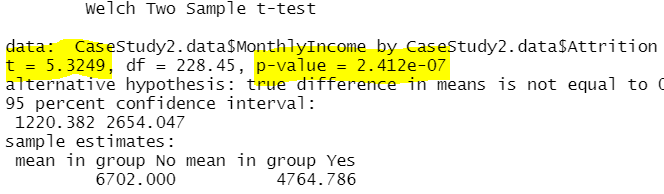 Welch Two Sample t-test
data: CaseStudy2.data$MonthlyIncome by CaseStudy2.data$Attrition
t = 5.3249, df = 228.45, p-value = 2.412e-07
alternative hypothesis: true difference in means is not equal to 0
95 percent confidence interval:
1220.382 2654.047
sample estimates:
mean in group No mean in group Yes
6702.000 4764.786